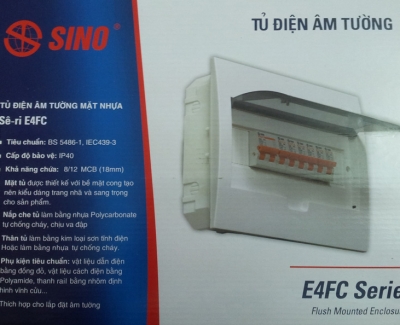 SINO®
TỦ ĐIỆN ÂM TƯỜNG
TỦ ĐIỆN ÂM TƯỜNG MẶT NHỰA
Sê-ri E4FC
Tiêu chuẩn: BS 5486-1, IEC439-3
Cấp độ bảo vệ: IP40
Khả năng chứa: 8/12 MCB (18mm)
Mặt tủ được thiết kế với bề mặt cong tạo
nên kiểu dáng trang nhã và sang trọng
cho sản phẩm.
Nắp che tủ làm bằng nhựa Polycarbonate
tự chống cháy, chịu va đập
Thân tủ làm bằng kim loại sơn tĩnh điện
Hoặc làm bằng nhựa tự chống cháy.
Phụ kiện tiêu chuẩn: vật liệu dẫn điện
bằng đồng đỏ, vật liệu cách điện bằng
Polyamide, thanh rail bằng nhôm định
hình vĩnh cửu...
Thích hợp cho lắp đặt âm tường
E4FC Serie
Flush Mounted Enclosu